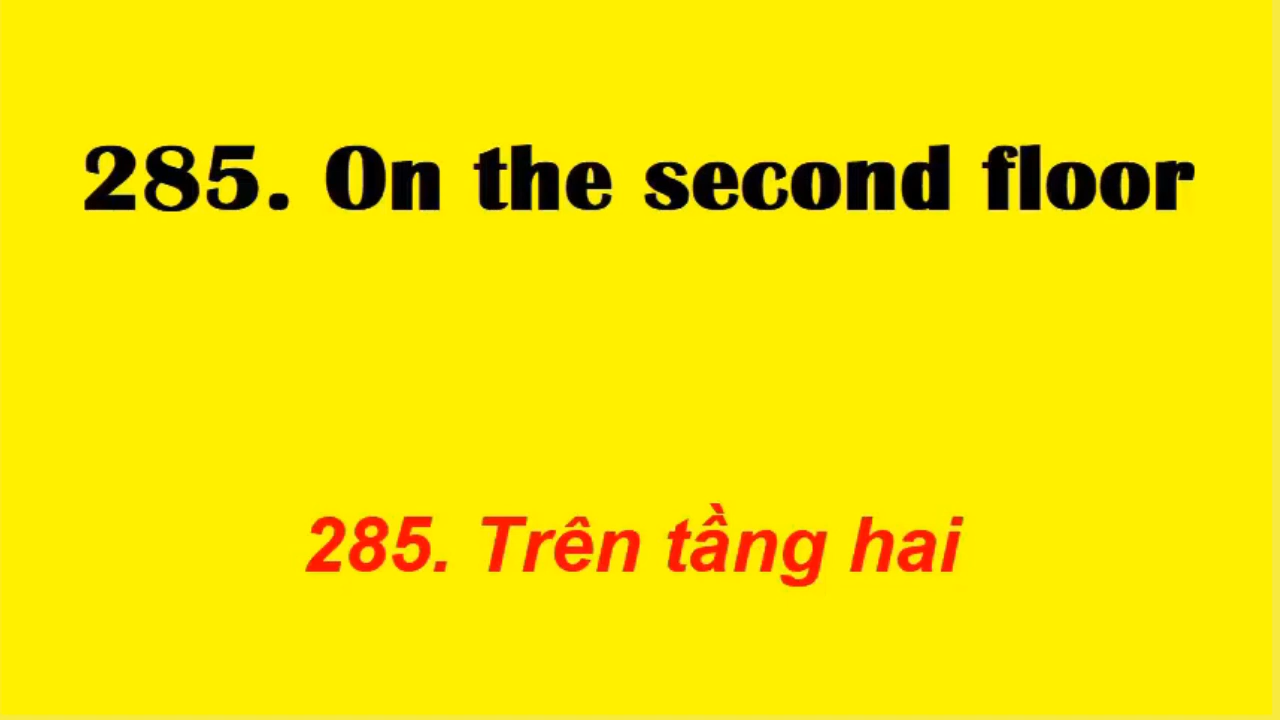 285. On the second floor
285. Trên tầng hai